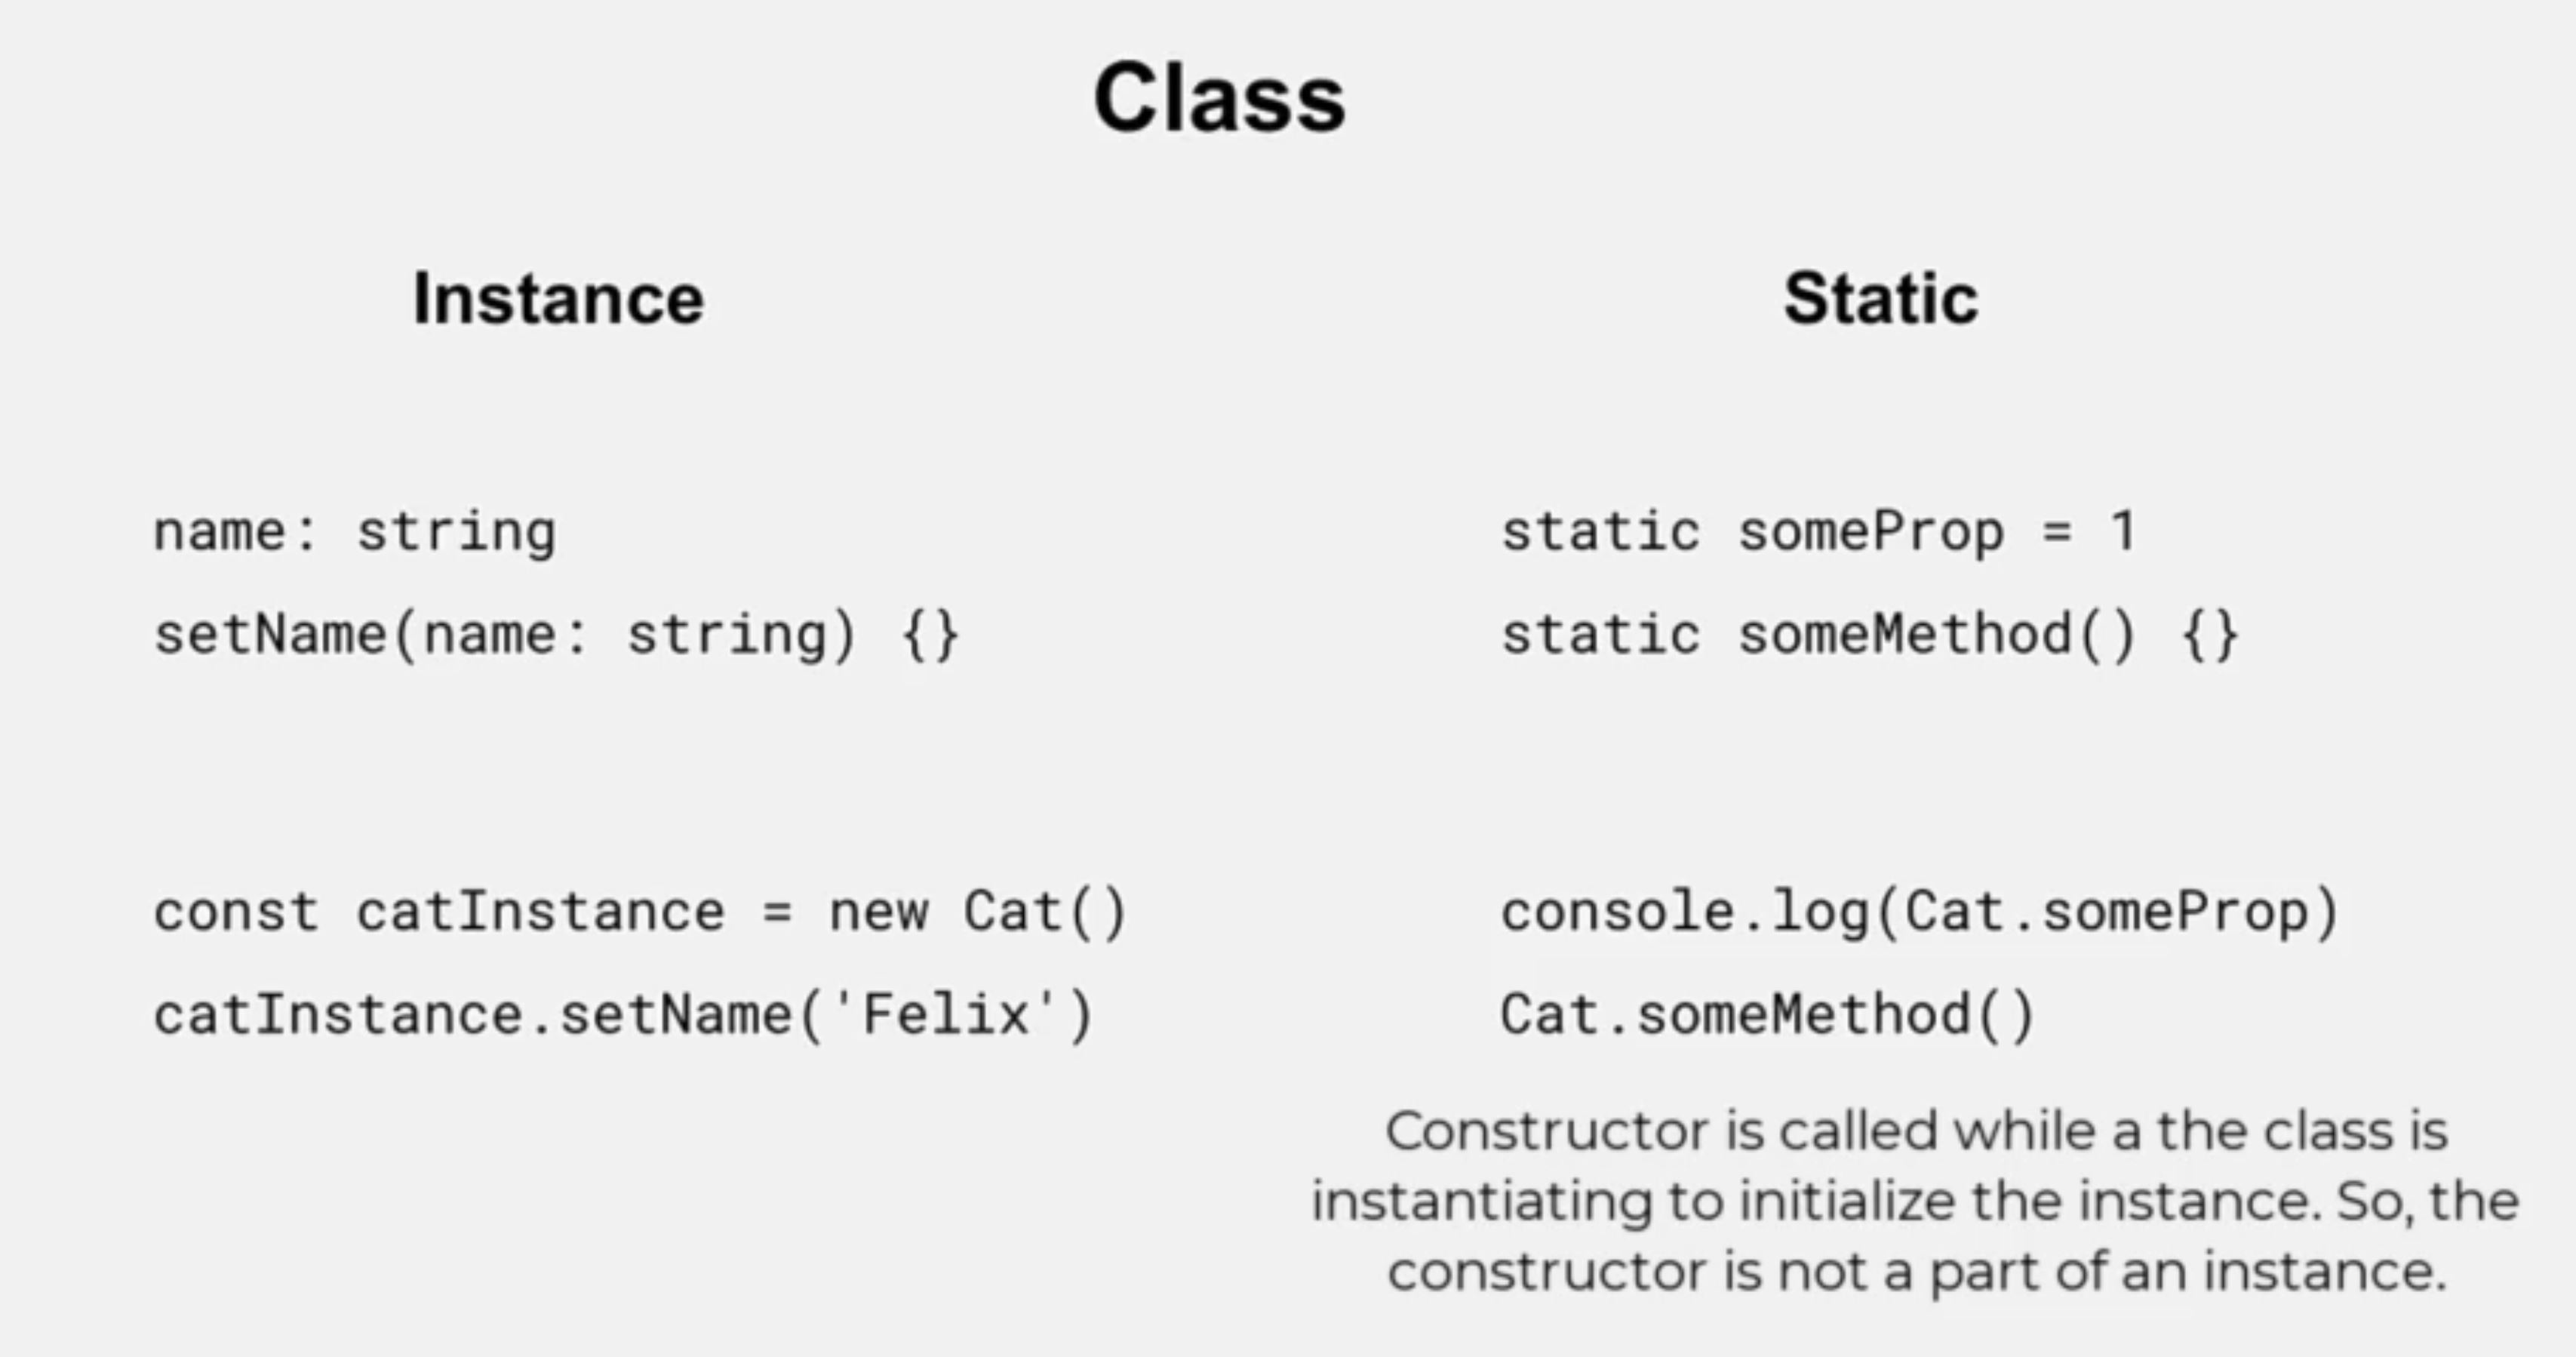 Class
Instance
name: string
setName(name: string) {}
const catInstance = new Cat()
catInstance.setName('Felix')
Static
static someProp = 1
static someMethod() {}
console.log(Cat.someProp)
Cat.someMethod()
Constructor is called while a the class is
instantiating to initialize the instance. So, the
constructor is not a part of an instance.